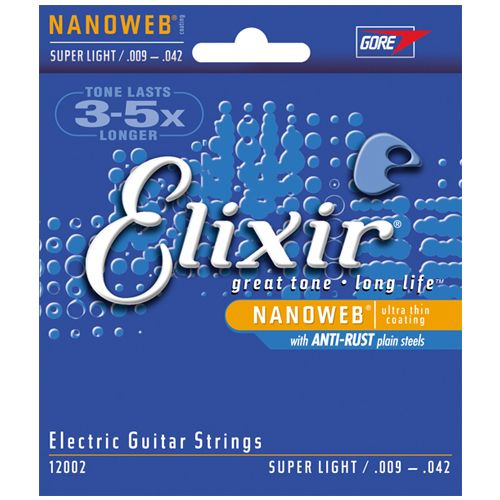 NANOWEB® coating
SUPER LIGHT / .009 — .042
GORE
TONE LASTS
3-5x
LONGER
Elixir®
great tone • long life™
NANOWEB® ultra thin coating
with ANTI-RUST plain steels
Electric Guitar Strings
12002 SUPER LIGHT / .009 — .042